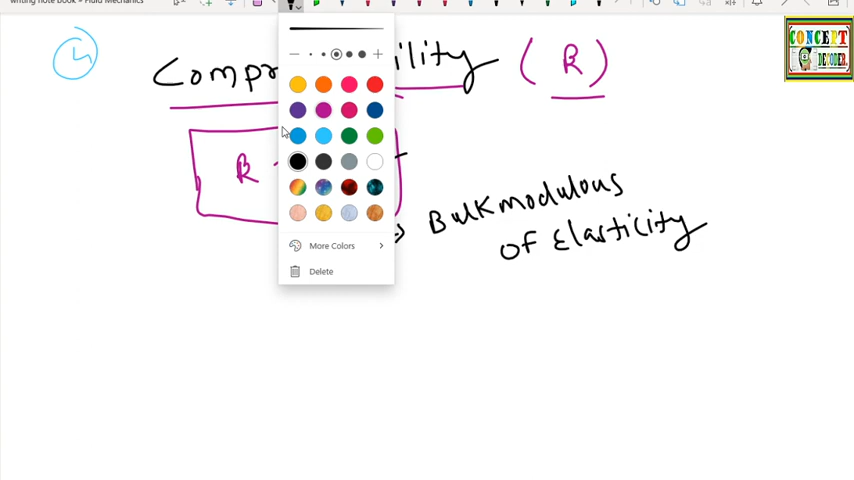 writing note book » Fluid Mechanics
CONCEPT
DECODER.
Compr ility (R)
R
Bulk modulous
of Elasticity
More Colors
Delete